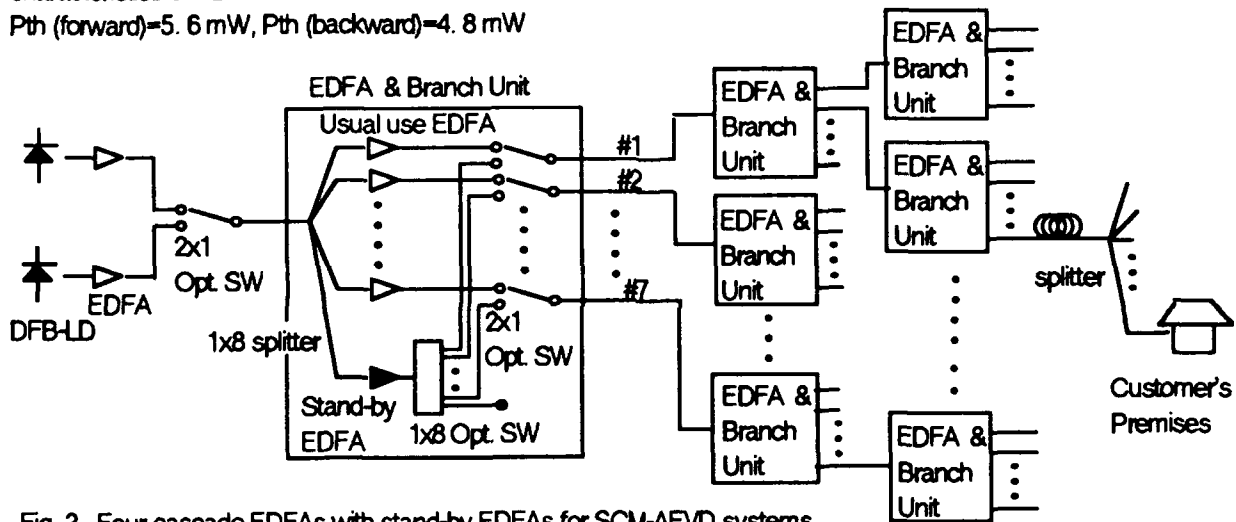 Pth (forward)=5. 6 mW, Pth (backward)=4. 8 mW
EDFA & Branch Unit
Usual use EDFA
#1
#2
#7
EDFA
DFB-LD
2x1
Opt. SW
1x8 splitter
Stand-by
EDFA
1x8 Opt. SW
2x1
Opt. SW
EDFA &
Branch
Unit
EDFA &
Branch
Unit
EDFA &
Branch
Unit
EDFA &
Branch
Unit
EDFA &
Branch
Unit
EDFA &
Branch
Unit
splitter
Customer's
Premises
Fig. 2 Four cascade EDFAs with stand-by EDFAs for SCM-AFVD systems